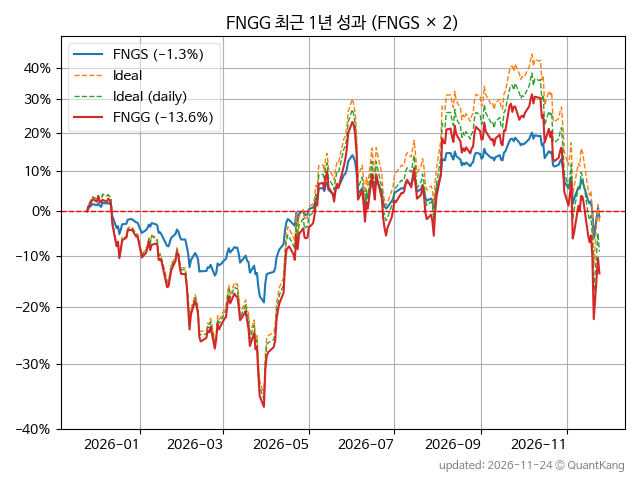 FNGG 최근 1년 성과 (FNGS × 2)
FNGS (−1.3%)
Ideal
Ideal (daily)
FNGG (−13.6%)
40%
30%
20%
10%
0%
−10%
−20%
−30%
−40%
2026-01 2026-03 2026-05 2026-07 2026-09 2026-11
updated: 2026-11-24 ⓒ QuantKang